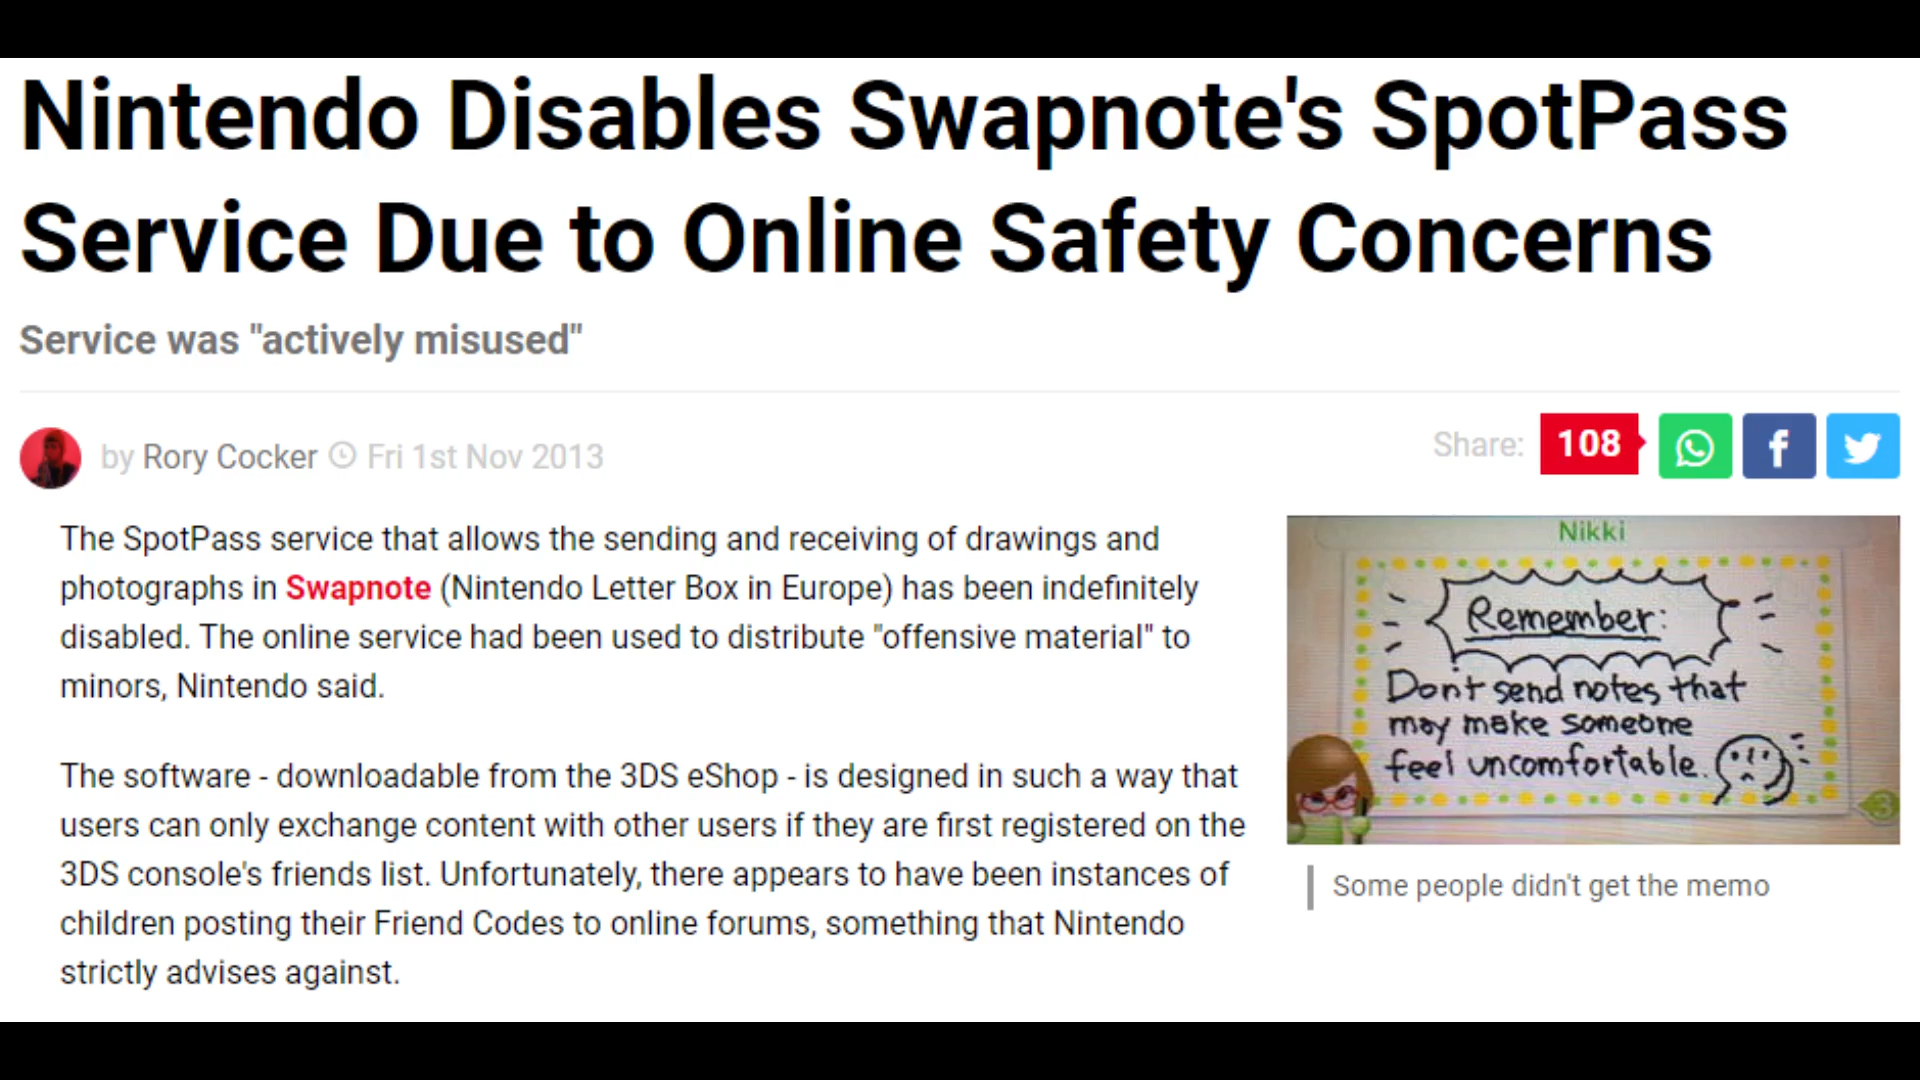 Nintendo Disables Swapnote's SpotPass
Service Due to Online Safety Concerns
Service was "actively misused"
by Rory Cocker Fri 1st Nov 2013
Share: 108
The SpotPass service that allows the sending and receiving of drawings and
photographs in Swapnote (Nintendo Letter Box in Europe) has been indefinitely
disabled. The online service had been used to distribute "offensive material" to
minors, Nintendo said.
The software - downloadable from the 3DS eShop - is designed in such a way that
users can only exchange content with other users if they are first registered on the
3DS console's friends list. Unfortunately, there appears to have been instances of
children posting their Friend Codes to online forums, something that Nintendo
strictly advises against.
Nikki
Remember:
Dont send notes that
may make someone
feel uncomfortable.
3
Some people didn't get the memo